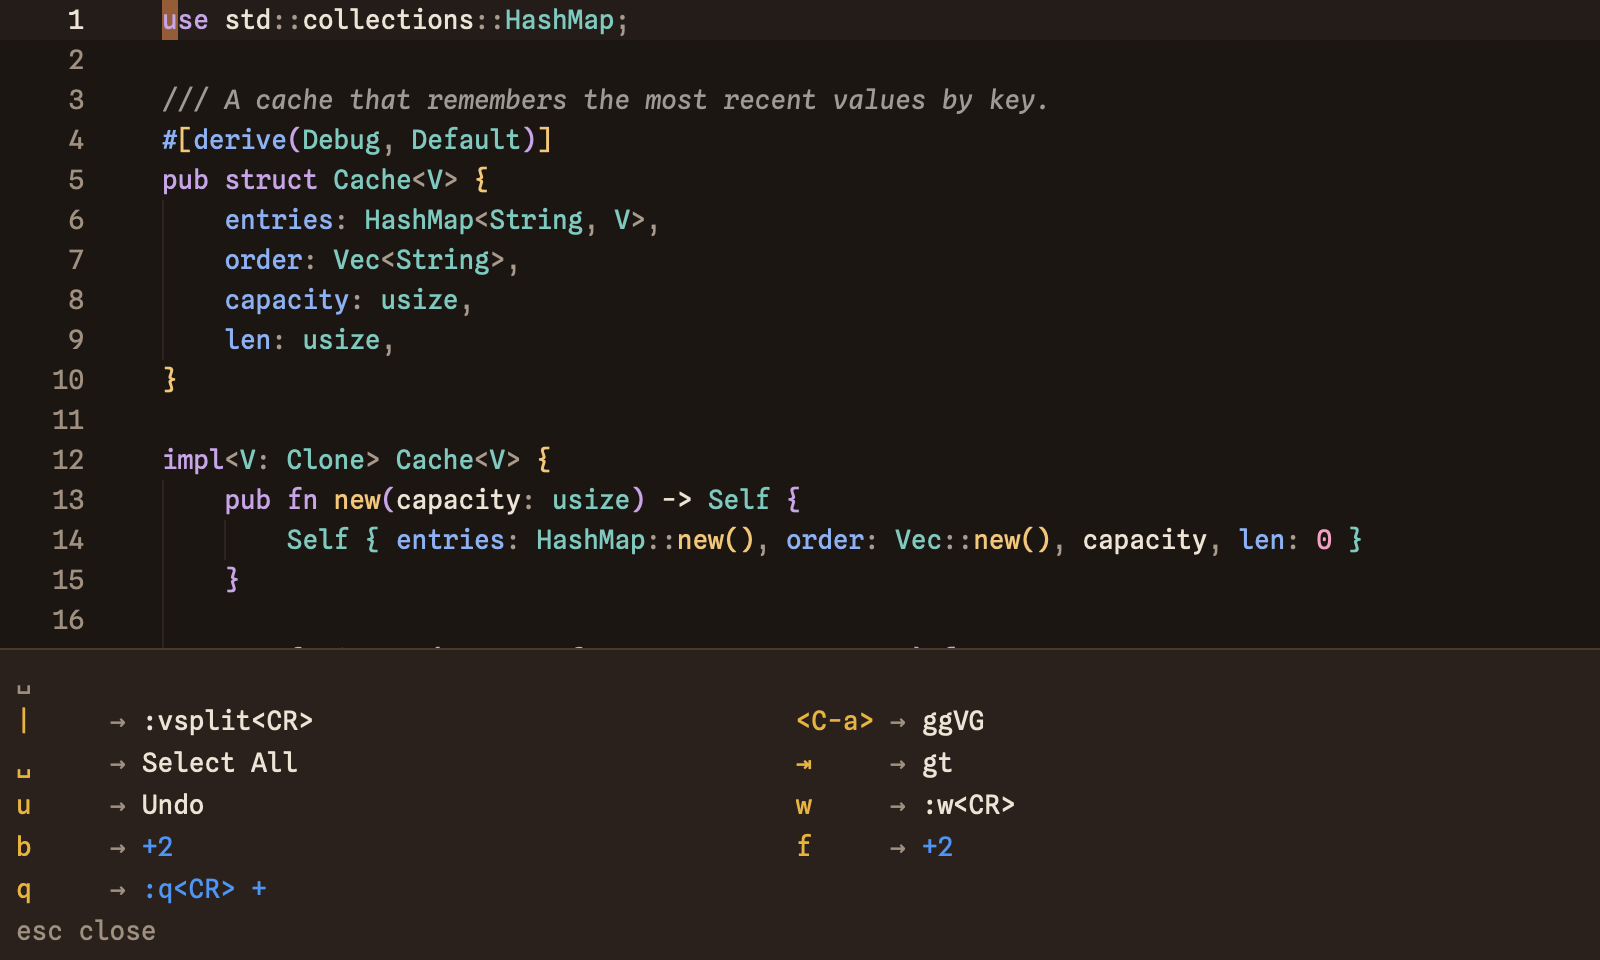 1 use std::collections::HashMap;
2
3 /// A cache that remembers the most recent values by key.
4 #[derive(Debug, Default)]
5 pub struct Cache<V> {
6 entries: HashMap<String, V>,
7 order: Vec<String>,
8 capacity: usize,
9 len: usize,
10 }
11
12 impl<V: Clone> Cache<V> {
13 pub fn new(capacity: usize) -> Self {
14 Self { entries: HashMap::new(), order: Vec::new(), capacity, len: 0 }
15 }
16
␣
| → :vsplit<CR> <C-a> → ggVG
␣ → Select All ⇥ → gt
u → Undo w → :w<CR>
b → +2 f → +2
q → :q<CR> +
esc close